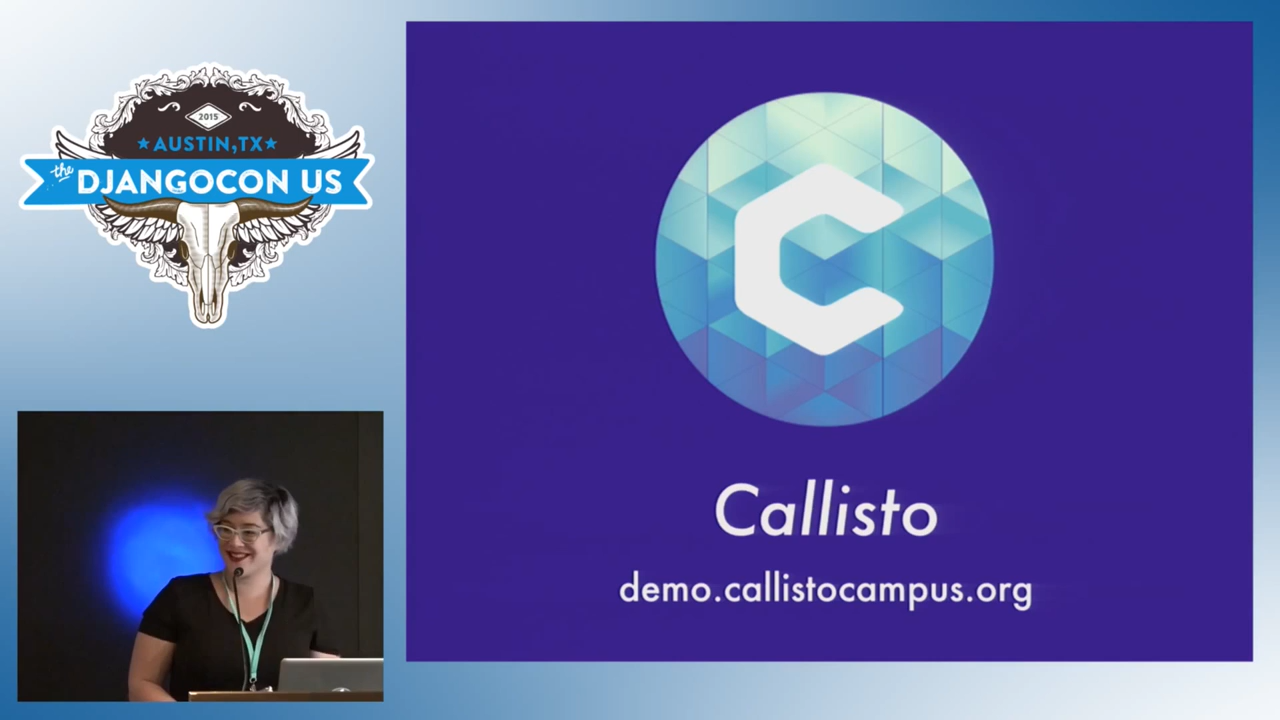 2015
AUSTIN, TX
the
DJANGOCON US
Callisto
demo.callistocampus.org